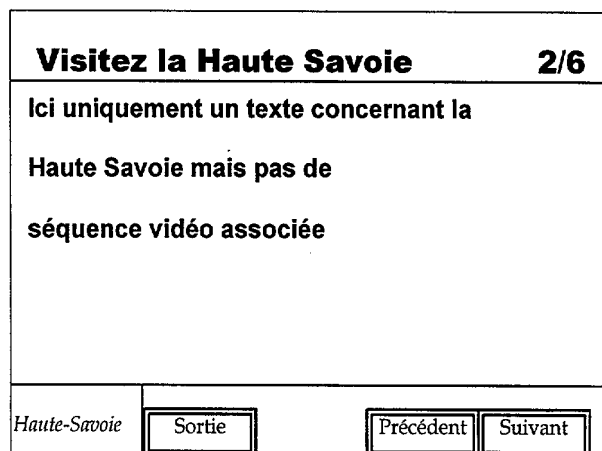 Visitez la Haute Savoie 2/6
Ici uniquement un texte concernant la
Haute Savoie mais pas de
séquence vidéo associée
Haute-Savoie Sortie Précédent Suivant